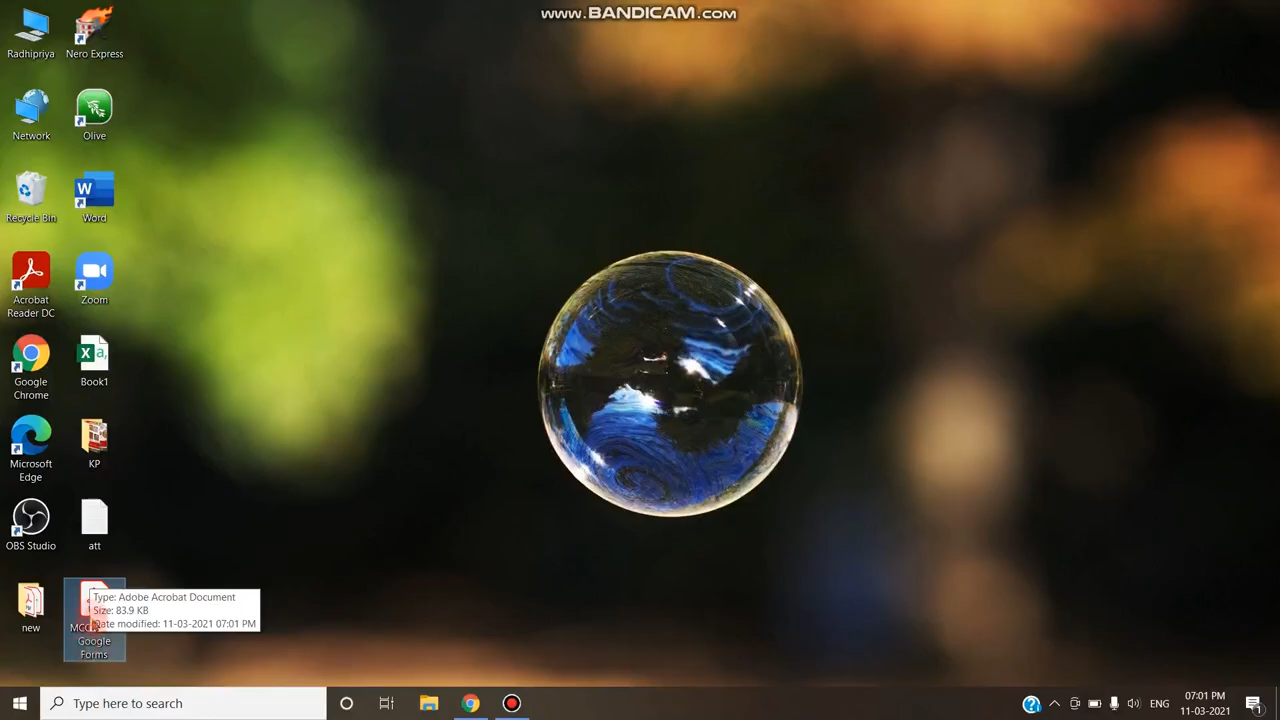 www.BANDICAM.com
Radhipriya
Nero Express
Network
Olive
Recycle Bin
Word
Acrobat
Reader DC
Zoom
Google
Chrome
Book1
Microsoft
Edge
KP
OBS Studio
att
new
Google
Forms
Type: Adobe Acrobat Document
Size: 83.9 KB
Date modified: 11-03-2021 07:01 PM
Type here to search
ENG
07:01 PM
11-03-2021
1